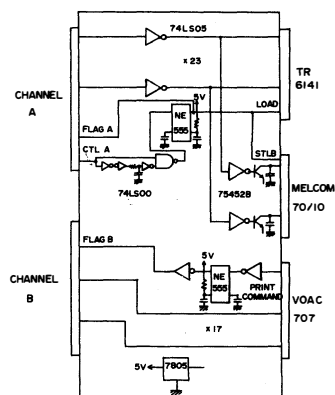 74LS05
× 23
TR
6141
CHANNEL
A
5V
LOAD
NE
555
FLAG A
CTL A
STLB
74LS00
75452B
MELCOM
70/10
FLAG B
5V
CHANNEL
B
NE
555
PRINT
COMMAND
VOAC
707
× 17
5V
7805